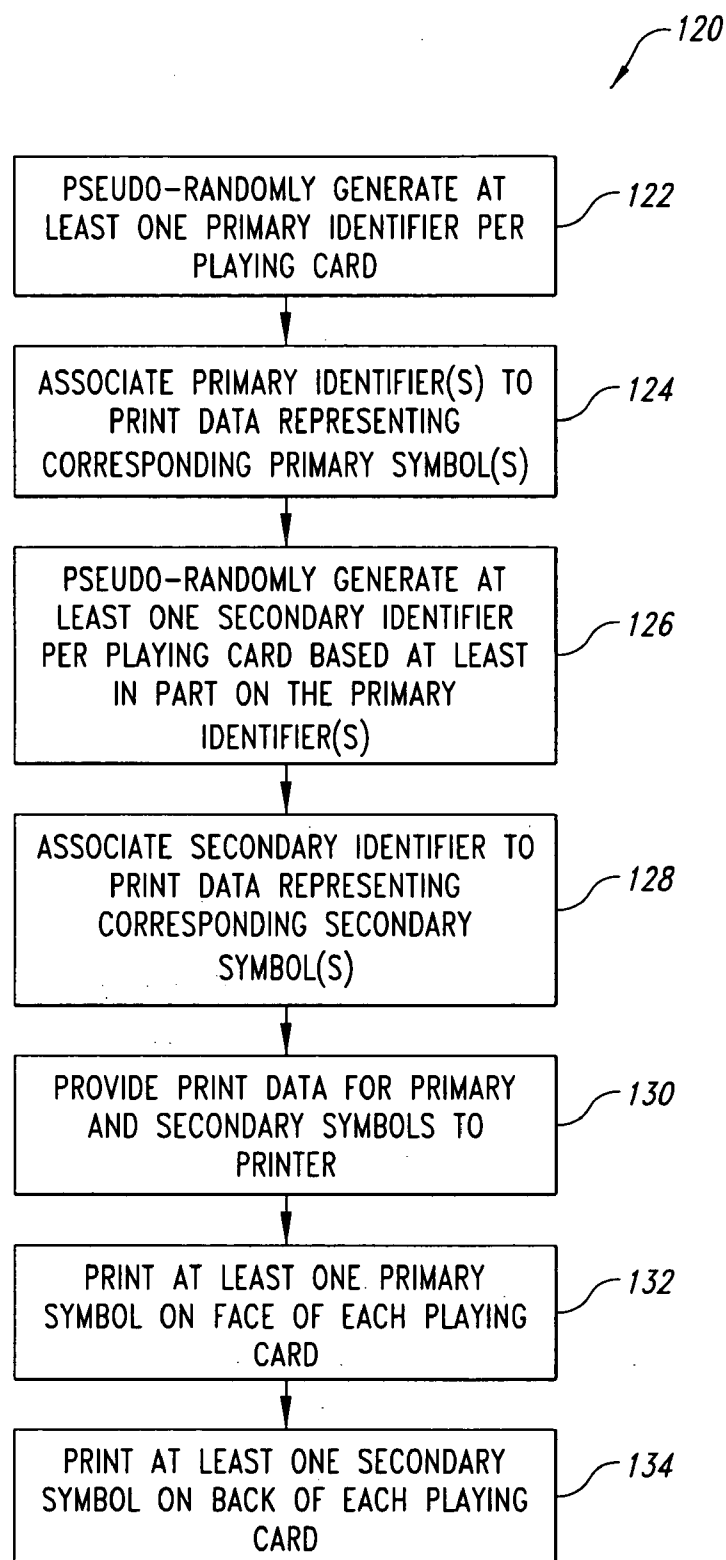 120
PSEUDO-RANDOMLY GENERATE AT
LEAST ONE PRIMARY IDENTIFIER PER
PLAYING CARD
122
ASSOCIATE PRIMARY IDENTIFIER(S) TO
PRINT DATA REPRESENTING
CORRESPONDING PRIMARY SYMBOL(S)
124
PSEUDO-RANDOMLY GENERATE AT
LEAST ONE SECONDARY IDENTIFIER
PER PLAYING CARD BASED AT LEAST
IN PART ON THE PRIMARY
IDENTIFIER(S)
126
ASSOCIATE SECONDARY IDENTIFIER TO
PRINT DATA REPRESENTING
CORRESPONDING SECONDARY
SYMBOL(S)
128
PROVIDE PRINT DATA FOR PRIMARY
AND SECONDARY SYMBOLS TO
PRINTER
130
PRINT AT LEAST ONE PRIMARY
SYMBOL ON FACE OF EACH PLAYING
CARD
132
PRINT AT LEAST ONE SECONDARY
SYMBOL ON BACK OF EACH PLAYING
CARD
134